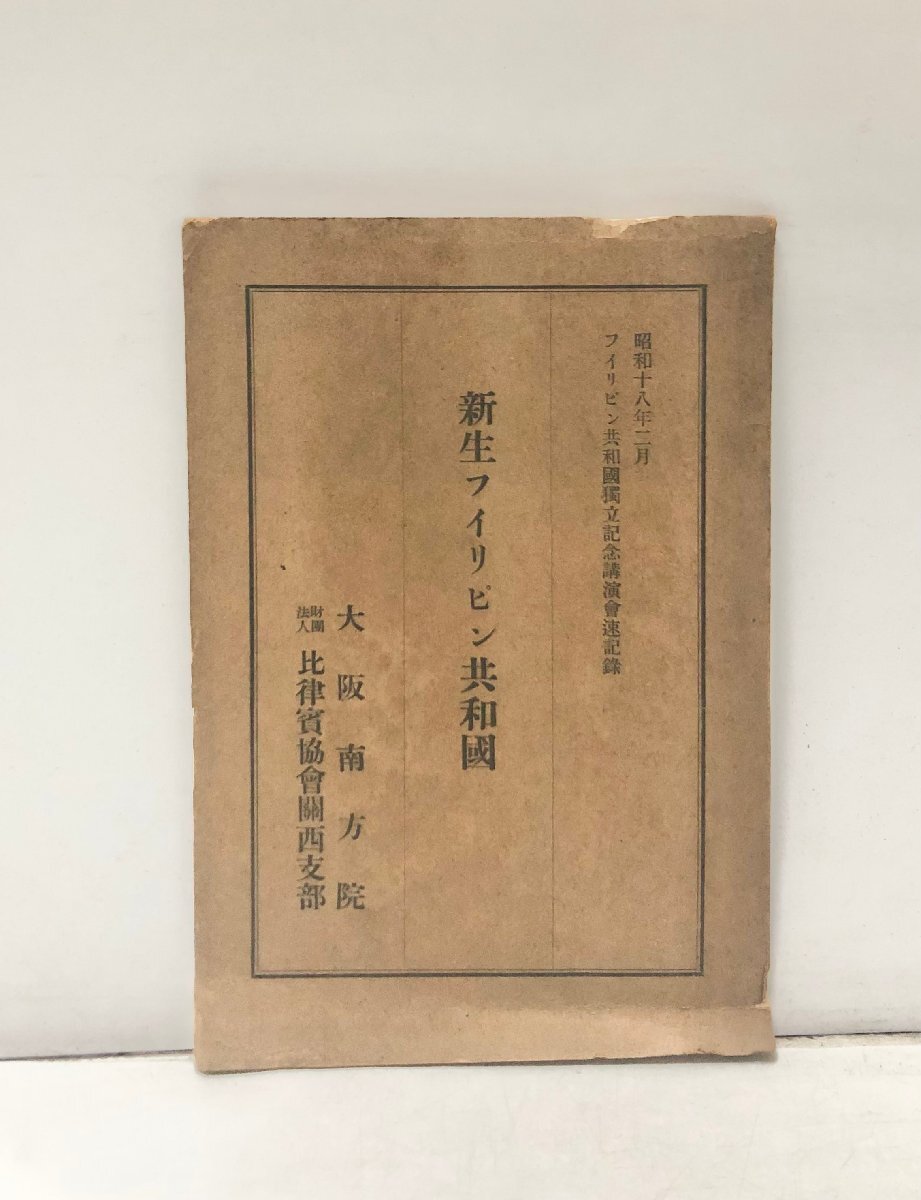 昭和十八年二月
フイリピン共和國獨立記念講演會速記錄
新生フイリピン共和國
大阪南方院
財團法人 比律賓協會關西支部